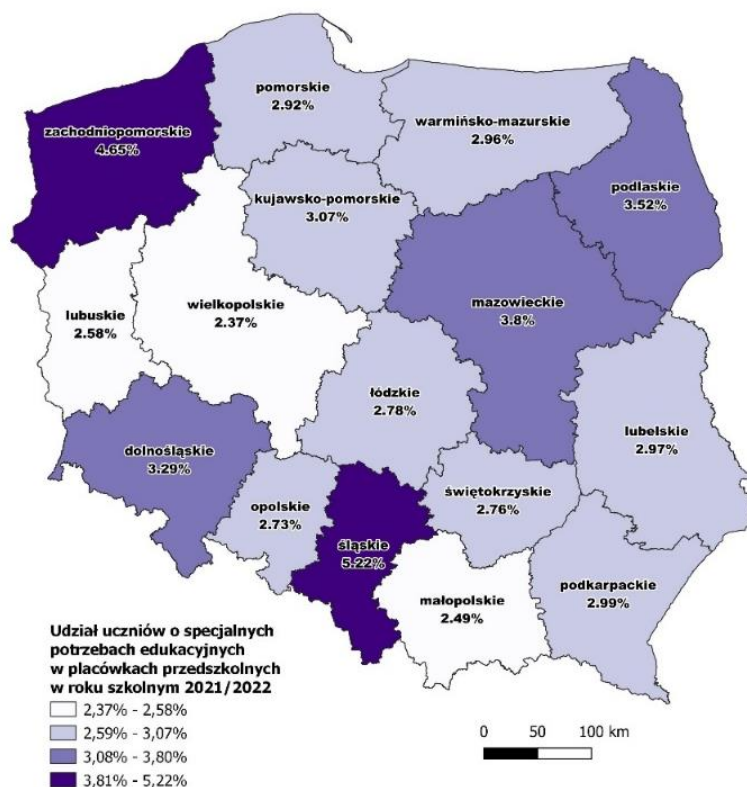 pomorskie
2.92%
zachodniopomorskie
4.65%
warmińsko-mazurskie
2.96%
podlaskie
3.52%
kujawsko-pomorskie
3.07%
mazowieckie
3.8%
wielkopolskie
2.37%
lubuskie
2.58%
łódzkie
2.78%
lubelskie
2.97%
dolnośląskie
3.29%
opolskie
2.73%
świętokrzyskie
2.76%
śląskie
5.22%
małopolskie
2.49%
podkarpackie
2.99%
Udział uczniów o specjalnych
potrzebach edukacyjnych
w placówkach przedszkolnych
w roku szkolnym 2021/2022
2,37% - 2,58%
2,59% - 3,07%
3,08% - 3,80%
3,81% - 5,22%
0 50 100 km